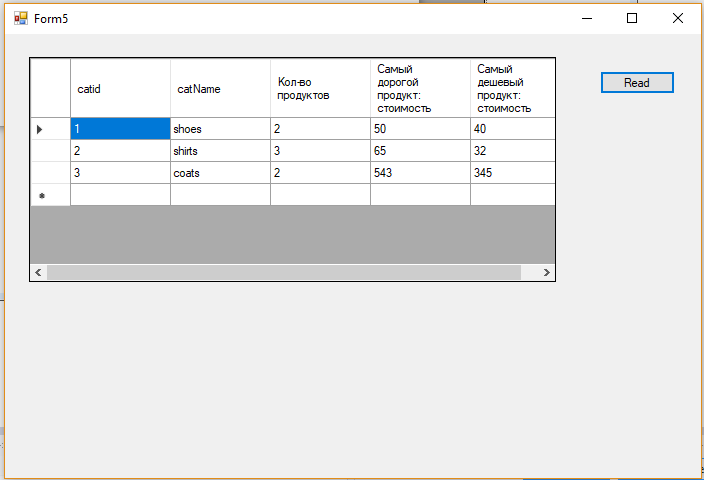 Form5
catid catName Кол-во продуктов Самый дорогой продукт: стоимость Самый дешевый продукт: стоимость
1 shoes 2 50 40
2 shirts 3 65 32
3 coats 2 543 345
Read